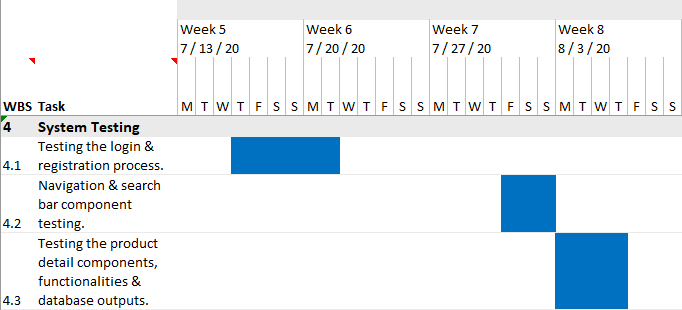 Week 5 Week 6 Week 7 Week 8
7 / 13 / 20 7 / 20 / 20 7 / 27 / 20 8 / 3 / 20
WBS Task M T W T F S S M T W T F S S M T W T F S S M T W T F S S
4 System Testing
4.1 Testing the login &
registration process.
4.2 Navigation & search
bar component
testing.
4.3 Testing the product
detail components,
functionalities &
database outputs.